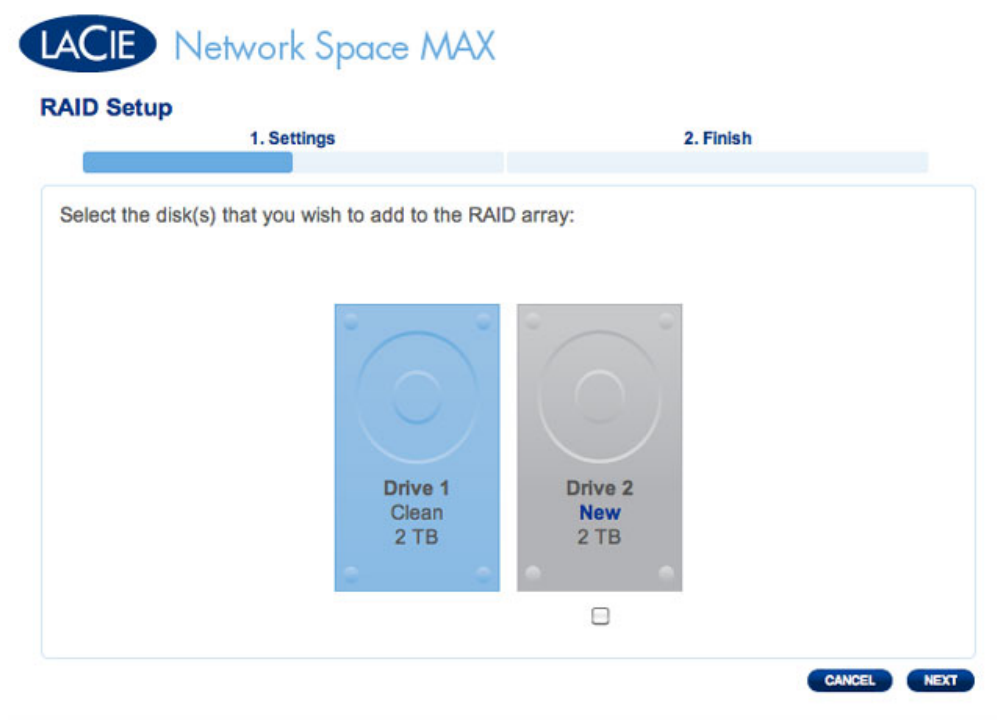 LACIE Network Space MAX
RAID Setup
1. Settings 2. Finish
Select the disk(s) that you wish to add to the RAID array:
Drive 1 Drive 2
Clean New
2 TB 2 TB
CANCEL NEXT